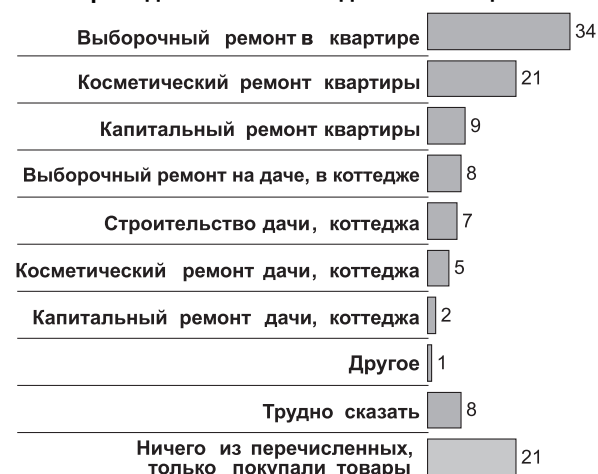 Выборочный ремонт в квартире 34
Косметический ремонт квартиры 21
Капитальный ремонт квартиры 9
Выборочный ремонт на даче, в коттедже 8
Строительство дачи, коттеджа 7
Косметический ремонт дачи, коттеджа 5
Капитальный ремонт дачи, коттеджа 2
Другое 1
Трудно сказать 8
Ничего из перечисленных,
только покупали товары 21